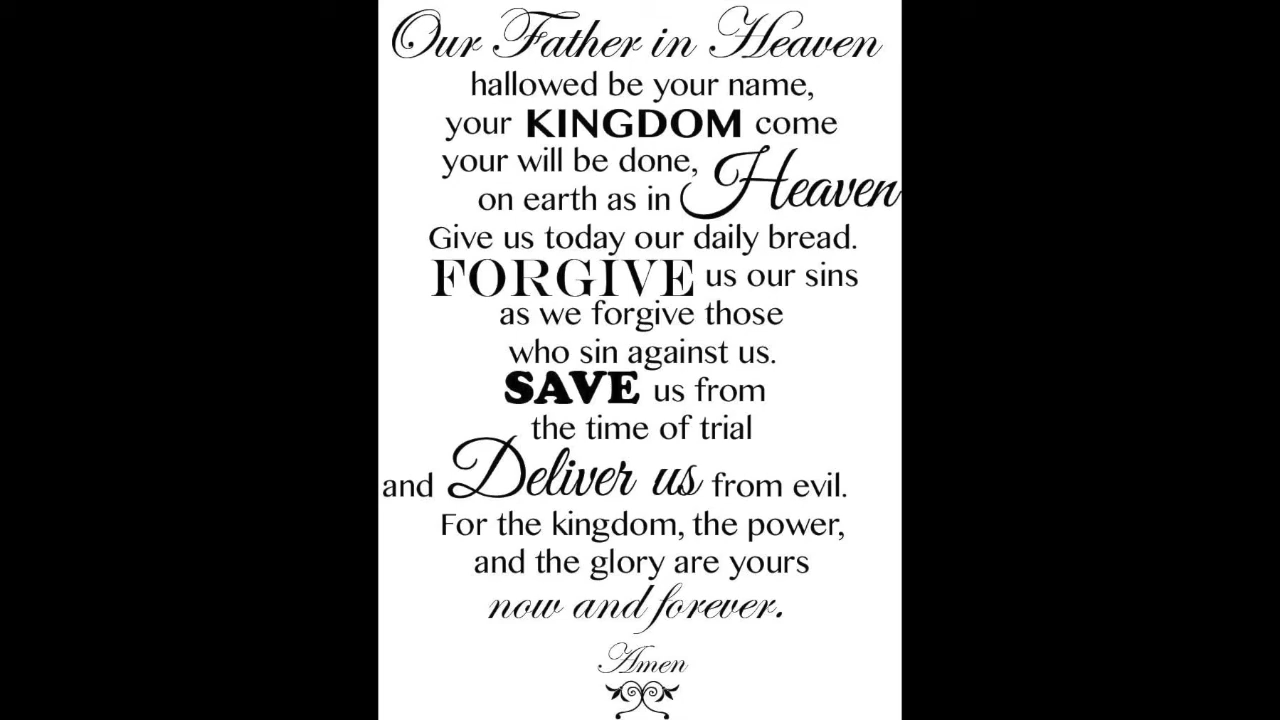 Our Father in Heaven
hallowed be your name,
your KINGDOM come
your will be done,
on earth as in Heaven
Give us today our daily bread.
FORGIVE us our sins
as we forgive those
who sin against us.
SAVE us from
the time of trial
and Deliver us from evil.
For the kingdom, the power,
and the glory are yours
now and forever.
Amen